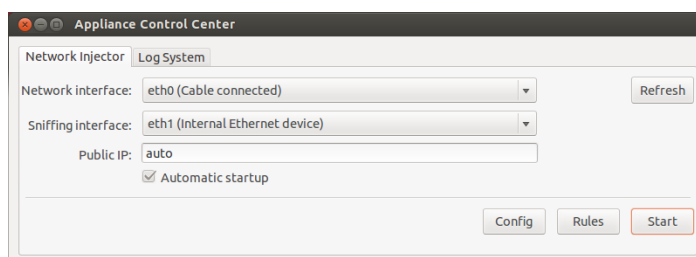 Appliance Control Center
Network Injector Log System
Network interface: eth0 (Cable connected) Refresh
Sniffing interface: eth1 (Internal Ethernet device)
Public IP: auto
Automatic startup
Config Rules Start